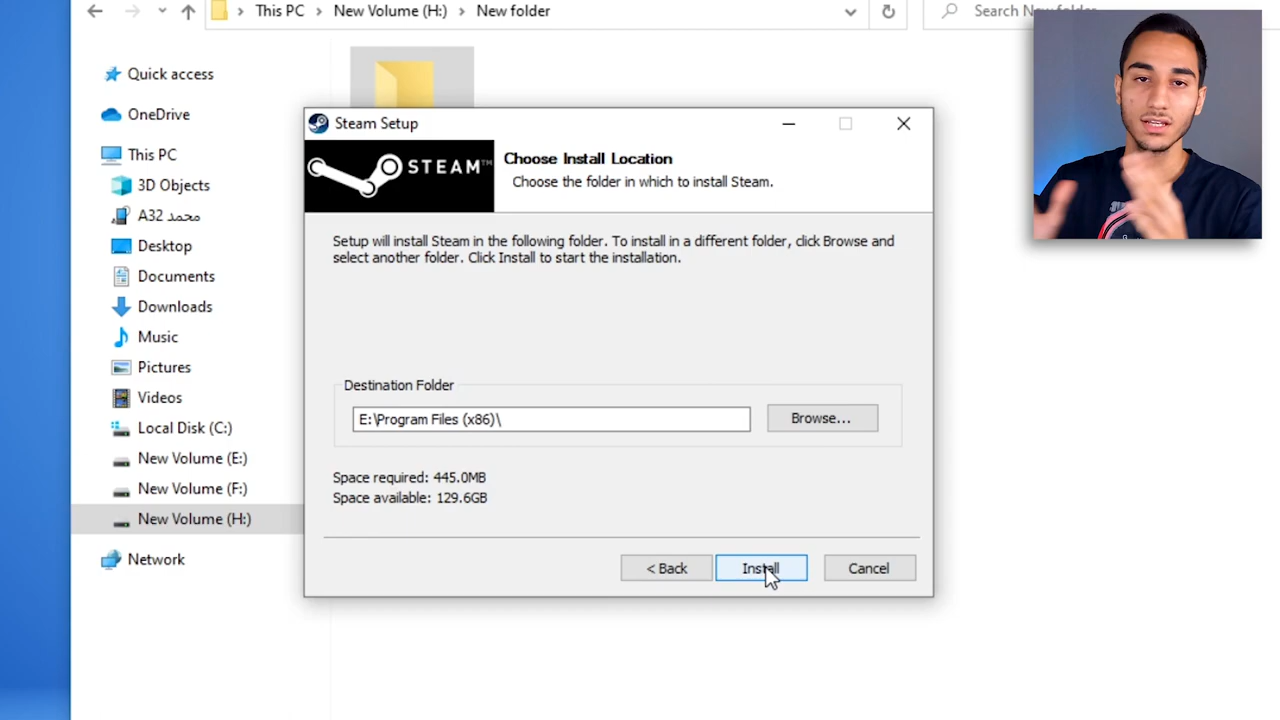 This PC > New Volume (H:) > New folder
Search New folder
Quick access
OneDrive
This PC
3D Objects
محمد A32
Desktop
Documents
Downloads
Music
Pictures
Videos
Local Disk (C:)
New Volume (E:)
New Volume (F:)
New Volume (H:)
Network
Steam Setup
STEAM™
Choose Install Location
Choose the folder in which to install Steam.
Setup will install Steam in the following folder. To install in a different folder, click Browse and
select another folder. Click Install to start the installation.
Destination Folder
E:\Program Files (x86)\
Browse...
Space required: 445.0MB
Space available: 129.6GB
< Back
Install
Cancel